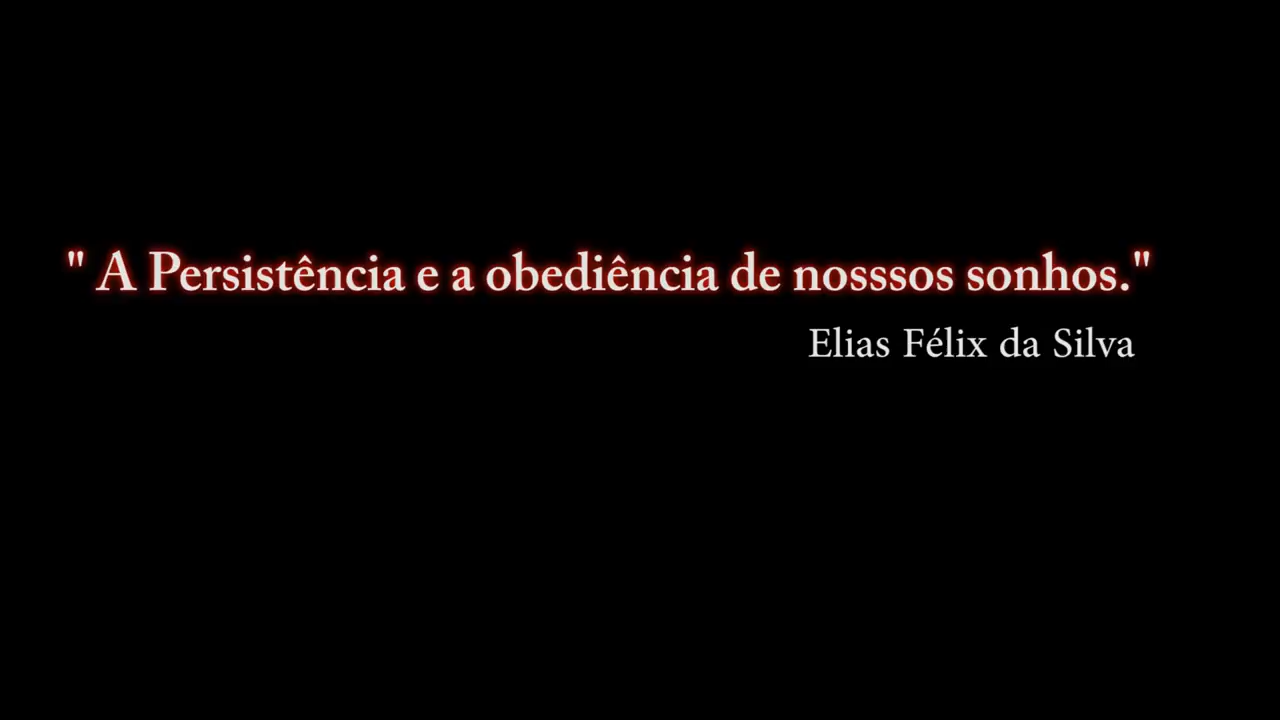 " A Persistência e a obediência de nosssos sonhos."
Elias Félix da Silva